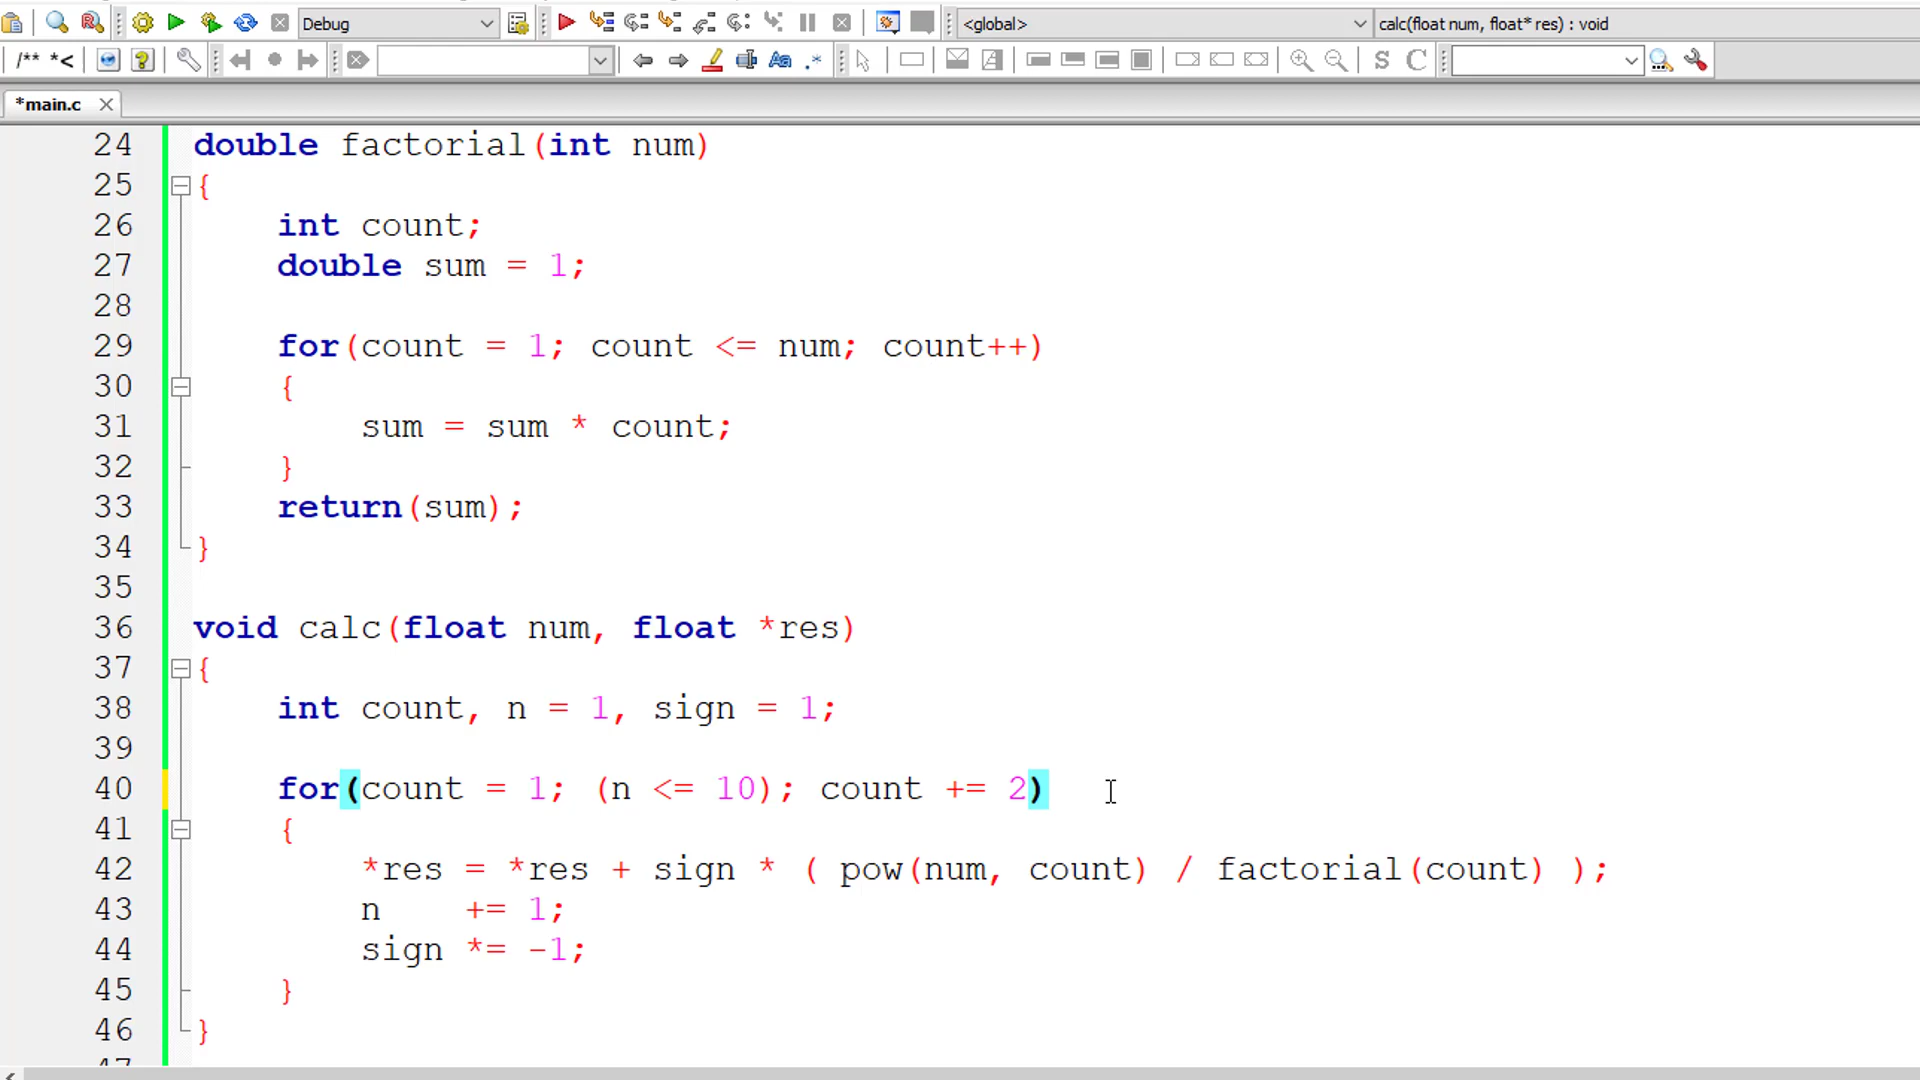 Debug
<global>
calc(float num, float* res) : void
/** *<
Aa
.*
S
C
*main.c
24 double factorial(int num)
25 {
26 int count;
27 double sum = 1;
28
29 for(count = 1; count <= num; count++)
30 {
31 sum = sum * count;
32 }
33 return(sum);
34 }
35
36 void calc(float num, float *res)
37 {
38 int count, n = 1, sign = 1;
39
40 for(count = 1; (n <= 10); count += 2)
41 {
42 *res = *res + sign * ( pow(num, count) / factorial(count) );
43 n += 1;
44 sign *= -1;
45 }
46 }